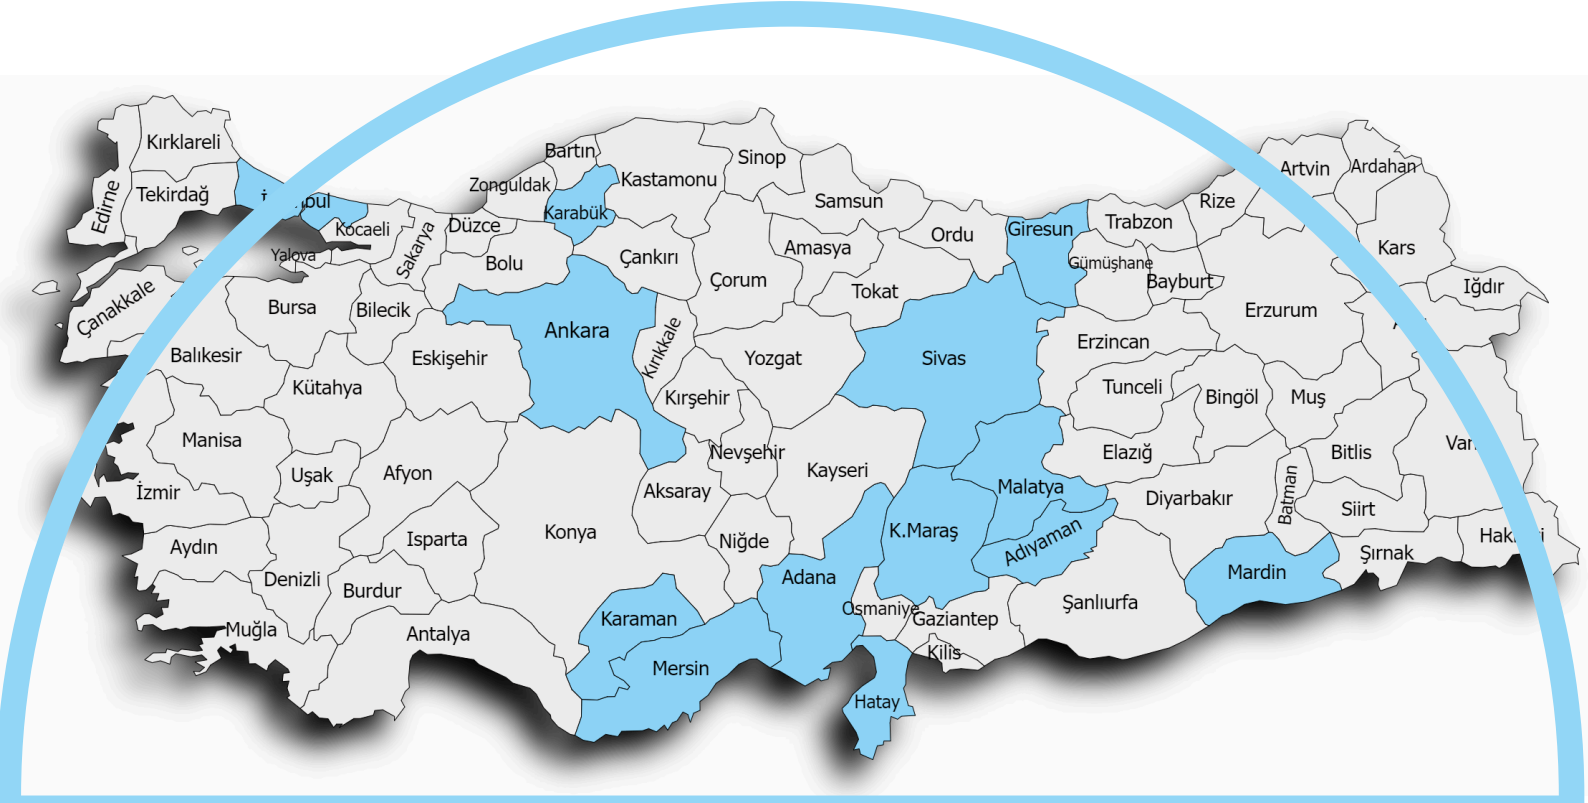 Kırklareli
Edirne
Tekirdağ
Kocaeli
Yalova
Sakarya
Düzce
Zonguldak
Bartın
Karabük
Kastamonu
Sinop
Samsun
Ordu
Giresun
Trabzon
Rize
Artvin
Ardahan
Kars
Iğdır
Çanakkale
Balıkesir
Bursa
Bilecik
Bolu
Çankırı
Çorum
Amasya
Tokat
Gümüşhane
Bayburt
Erzurum
Erzincan
Eskişehir
Kütahya
Ankara
Kırıkkale
Kırşehir
Yozgat
Sivas
Tunceli
Bingöl
Muş
Van
Bitlis
Manisa
Uşak
Afyon
İzmir
Nevşehir
Aksaray
Kayseri
Malatya
Elazığ
Diyarbakır
Batman
Siirt
Aydın
Denizli
Isparta
Burdur
Konya
Niğde
Adana
K.Maraş
Adıyaman
Mardin
Şırnak
Muğla
Antalya
Karaman
Mersin
Osmaniye
Gaziantep
Kilis
Şanlıurfa
Hatay